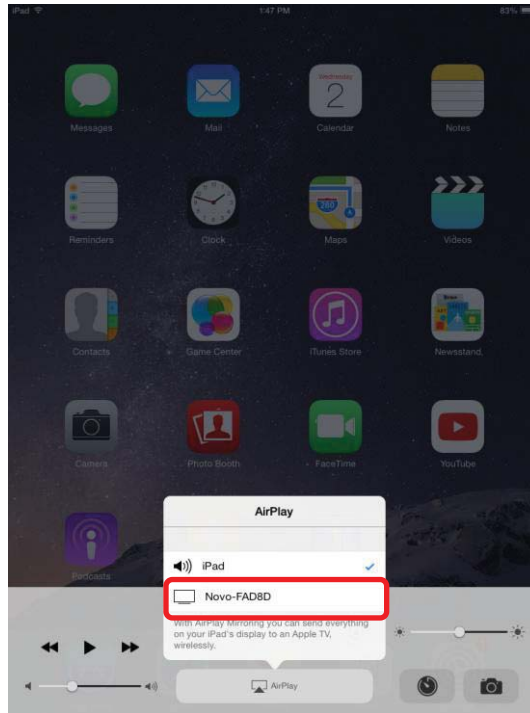 iPad 1:47 PM 83%
Wednesday
2
280
Messages Mail Calendar Notes
Reminders Clock Maps Videos
Contacts Game Center iTunes Store Newsstand
Camera Photo Booth FaceTime YouTube
Podcasts
AirPlay
iPad
Novo-FAD8D
With AirPlay Mirroring you can send everything
on your iPad's display to an Apple TV,
wirelessly.
AirPlay